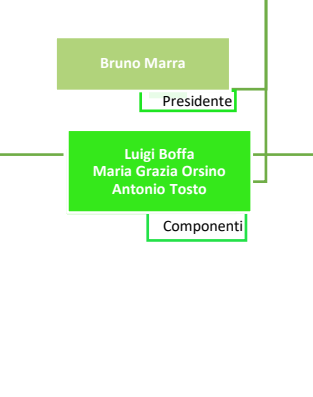 Bruno Marra
Presidente
Luigi Boffa
Maria Grazia Orsino
Antonio Tosto
Componenti